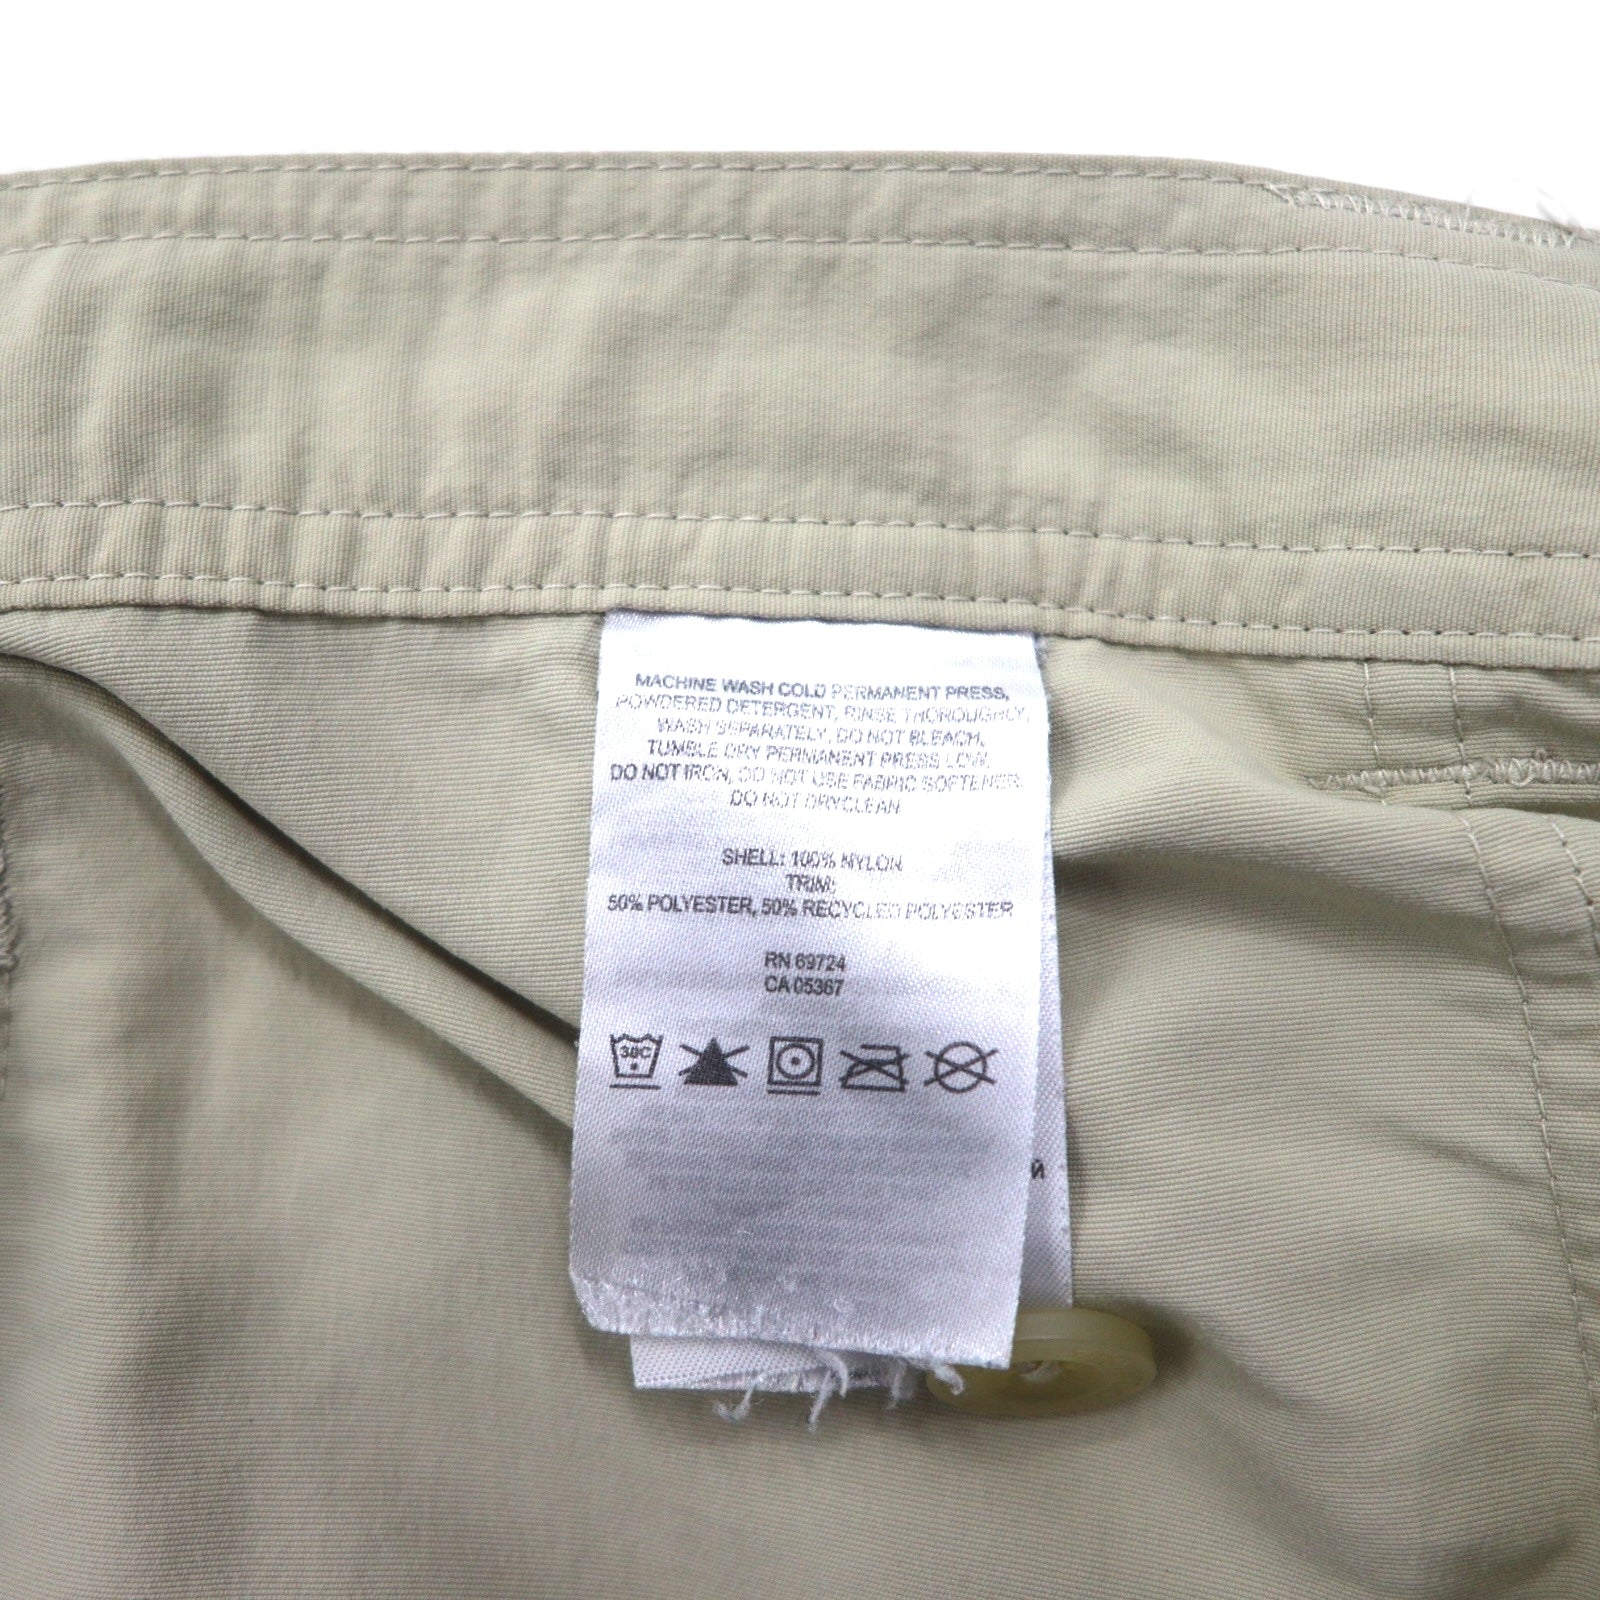 MACHINE WASH COLD PERMANENT PRESS,
POWDERED DETERGENT, RINSE THOROUGHLY,
WASH SEPARATELY, DO NOT BLEACH,
TUMBLE DRY PERMANENT PRESS LOW,
DO NOT IRON, DO NOT USE FABRIC SOFTENER
DO NOT DRYCLEAN
SHELL: 100% NYLON
TRIM:
50% POLYESTER, 50% RECYCLED POLYESTER
RN 69724
CA 05367
30C